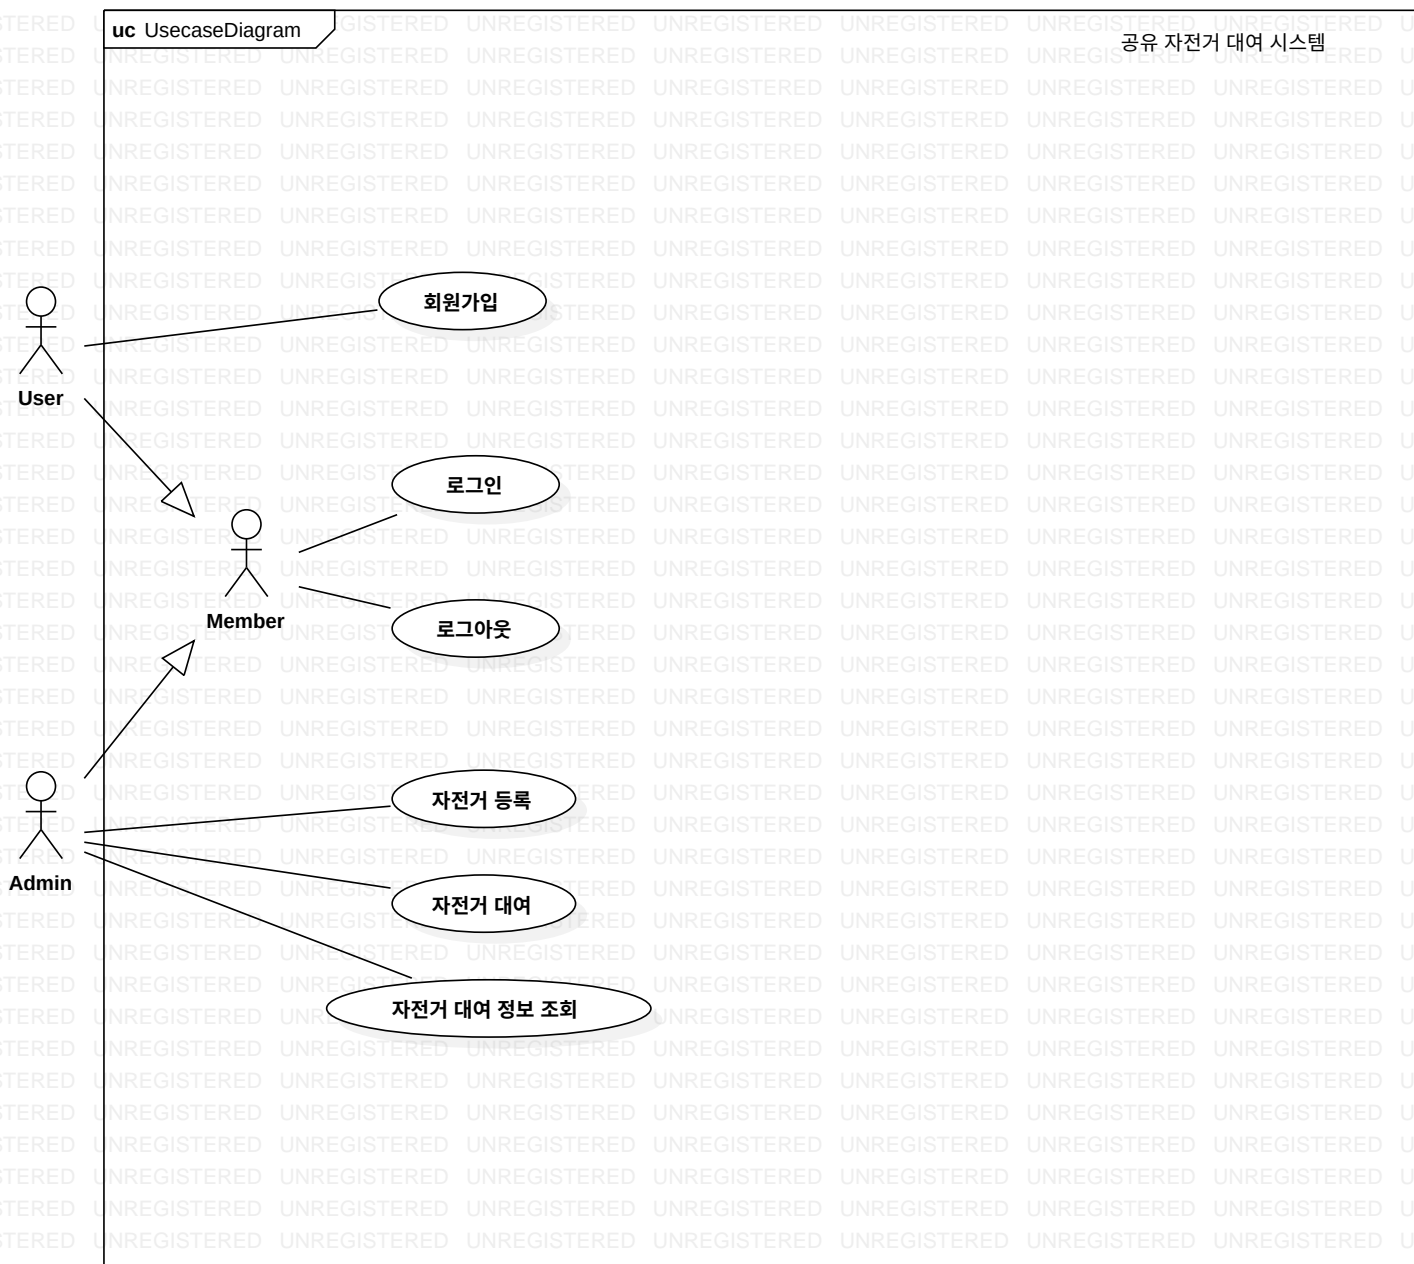 uc UsecaseDiagram
공유 자전거 대여 시스템
회원가입
User
로그인
Member
로그아웃
자전거 등록
Admin
자전거 대여
자전거 대여 정보 조회
UNREGISTERED